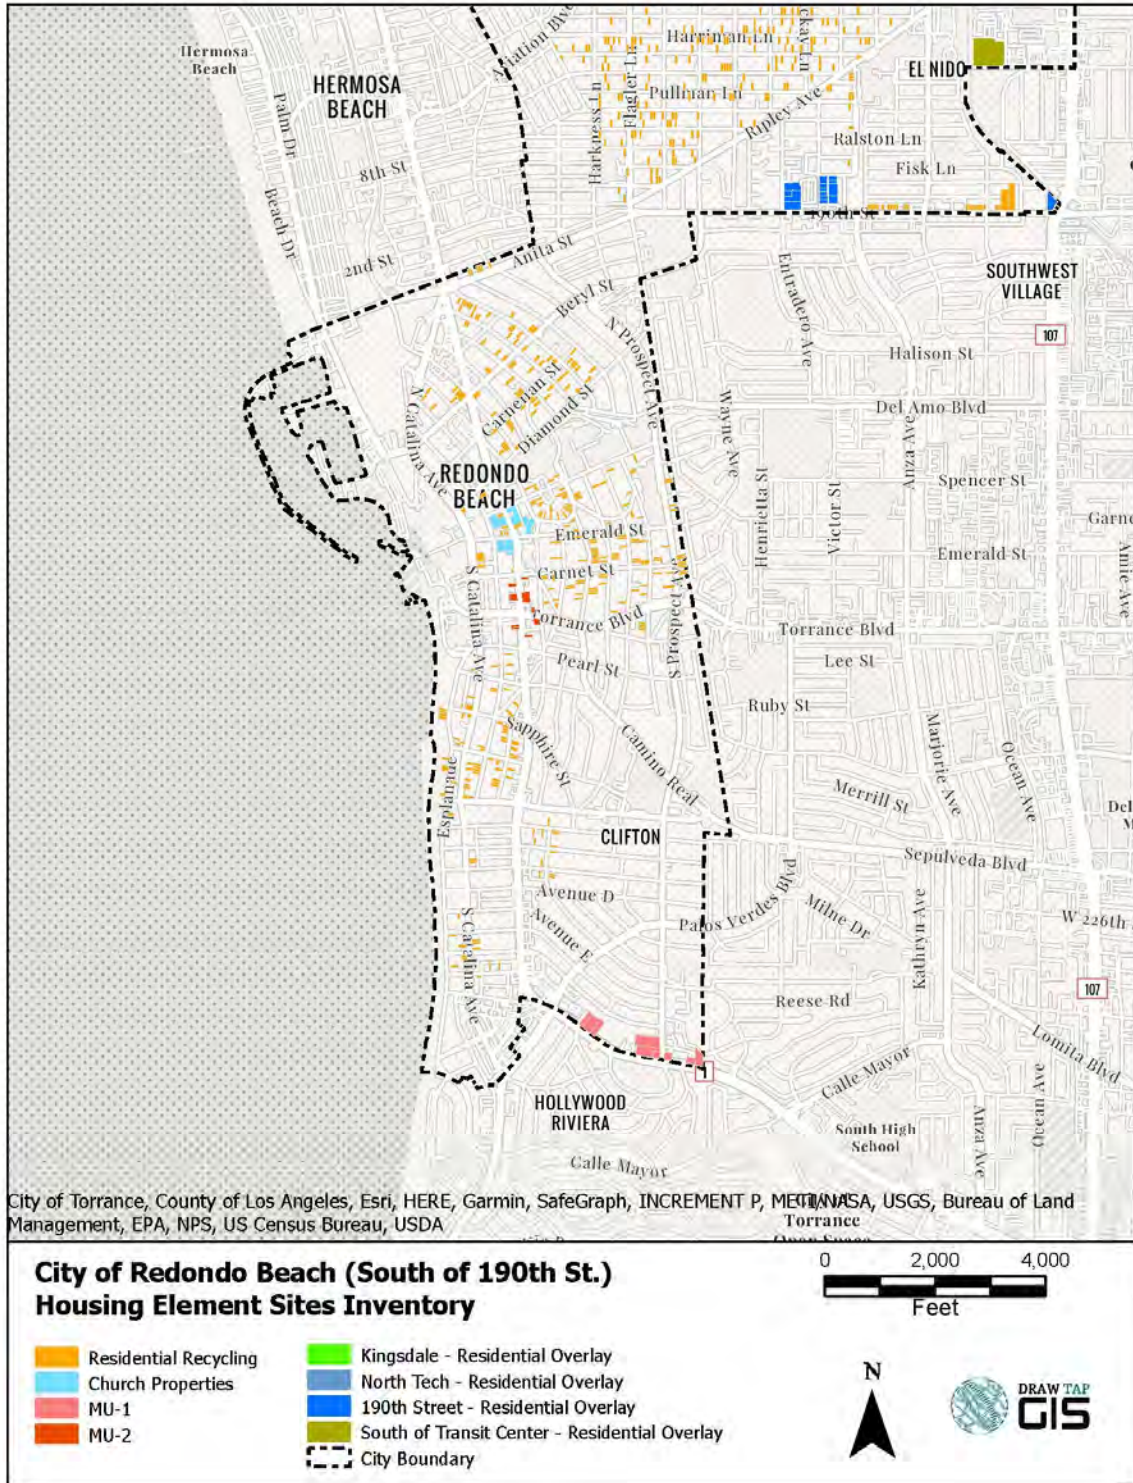 Harriman Ln
Aviation Blvd
Hermosa
Beach
HERMOSA
BEACH
Flagler Ln
EL NIDO
Pullman Ln
Ripley Ave
Palm Dr
Harkness Ln
Ralston Ln
Fisk Ln
8th St
Beach Dr
190th St
2nd St
Anita St
Beryl St
Entradero Ave
SOUTHWEST
VILLAGE
107
N Prospect Ave
Halison St
Carnelian St
Diamond St
N Catalina Ave
Wayne Ave
Del Amo Blvd
Anza Ave
REDONDO
BEACH
Henrietta St
Victor St
Spencer St
Emerald St
Emerald St
Garnet St
S Catalina Ave
Torrance Blvd
S Prospect Ave
Torrance Blvd
Pearl St
Lee St
Ruby St
Sapphire St
Camino Real
Marjorie Ave
Ocean Ave
Merrill St
Esplanade
CLIFTON
Sepulveda Blvd
Avenue D
Palos Verdes Blvd
Milne Dr
W 226th
Avenue E
S Catalina Ave
Kathryn Ave
107
Reese Rd
Lomita Blvd
Calle Mayor
Ocean Ave
HOLLYWOOD
RIVIERA
1
South High
School
Anza Ave
Calle Mayor
City of Torrance, County of Los Angeles, Esri, HERE, Garmin, SafeGraph, INCREMENT P, METI/NASA, USGS, Bureau of Land
Management, EPA, NPS, US Census Bureau, USDA
Torrance
City of Redondo Beach (South of 190th St.)
Housing Element Sites Inventory
0 2,000 4,000
Feet
Residential Recycling
Church Properties
MU-1
MU-2
Kingsdale - Residential Overlay
North Tech - Residential Overlay
190th Street - Residential Overlay
South of Transit Center - Residential Overlay
City Boundary
N
DRAW TAP
GIS